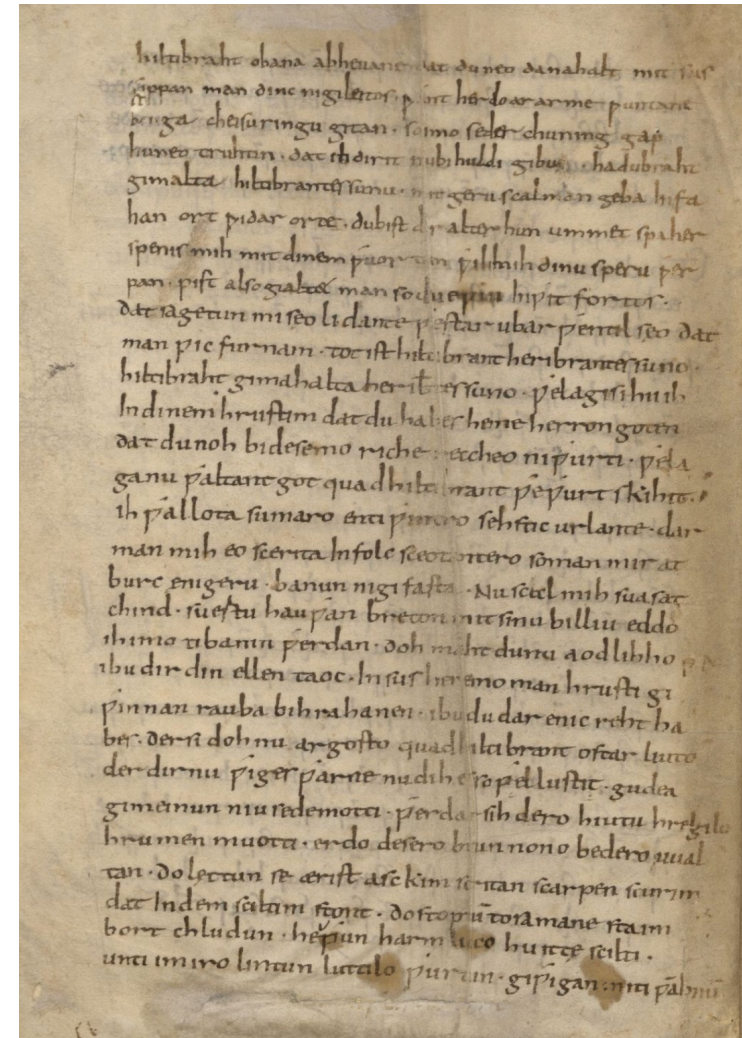 hiltibraht obana abheuane dat du neo dana halt mit sus
sippan man dinc ni gileitos ƿant her do ar arme ƿuntane
bouga cheisuringu gitan · so imo se der chuning gap
huneo truhtin · dat ih dir it nu bi huldi gibu · hadubraht
gimalta hiltibrantes sunu · mit geru scal man geba infa
han ort ƿidar orte · du bist dir alter hun ummet spaher
spenis mih mit dinem ƿuortun ƿili mih dinu speru ƿer
pan · pist also gialtet man so du eƿin inƿit fortos ·
dat sagetun mi seo lidante ƿestar ubar ƿentil seo dat
man ƿic furnam · tot ist hiltibrant heribrantes suno ·
hiltibraht gimahalta heribtes suno · ƿela gisihu ih
In dinem hrustim dat du habes heme herron goten
dat du noh bi desemo riche reccheo ni ƿurti · ƿela
ga nu ƿaltant got quad hiltibrant ƿeƿurt skihit ·
ih ƿallota sumaro enti ƿintro sehstic ur lante · dar
man mih eo scerita In folc sceotantero so man mir at
burc enigeru · banun ni gifasta · Nu scal mih suasat
chind · suertu hauƿan breton mit sinu billiu eddo
ih imo ti banin ƿerdan · doh maht du nu aodlihho
ibu dir din ellen taoc · In sus heremo man hrusti gi
ƿinnan rauba bihrahanen · ibu du dar enic reht ha
bes · der si doh nu argosto quad hiltibrant ostar liuto
der dir nu ƿiges ƿarne nu dih es so ƿel lustit · gudea
gimeinun niuse de motti · ƿerdar sih dero hiutu hregilo
hrumen muotti · erdo desero brunnono bedero uual
tan · do lettun se ærist asckim scritan scarpen scurim
dat In dem sciltim stont · do stoptū to samane staim
bort chludun · heƿun harmlicco huitte scilti ·
unti im iro lintun luttilo ƿurtun · giƿigan miti ƿabnū